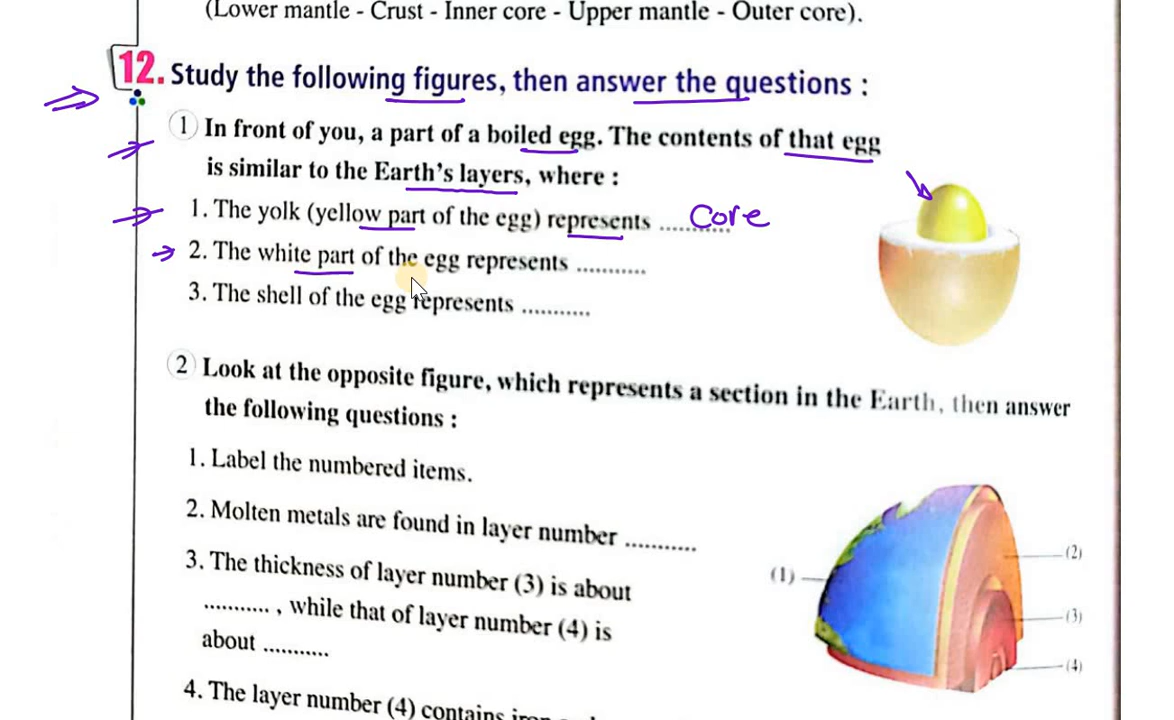 (Lower mantle - Crust - Inner core - Upper mantle - Outer core).
12. Study the following figures, then answer the questions :
1 In front of you, a part of a boiled egg. The contents of that egg
is similar to the Earth's layers, where :
1. The yolk (yellow part of the egg) represents ........... Core
2. The white part of the egg represents ...........
3. The shell of the egg represents ...........
2 Look at the opposite figure, which represents a section in the Earth, then answer
the following questions :
1. Label the numbered items.
2. Molten metals are found in layer number ...........
3. The thickness of layer number (3) is about
........... , while that of layer number (4) is
about ...........
4. The layer number (4) contains iron
(1)
(2)
(3)
(4)